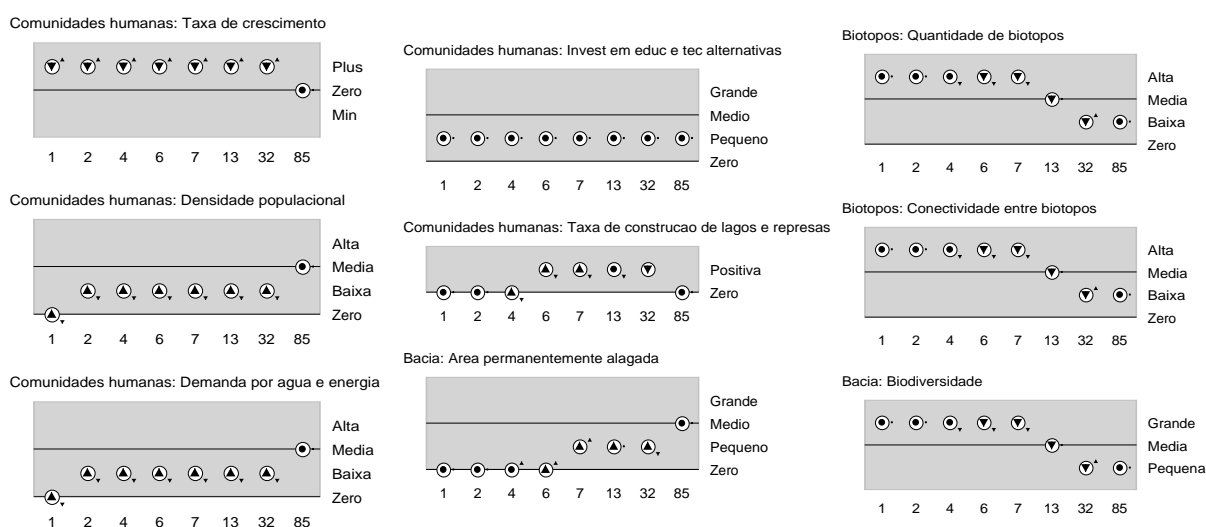 Comunidades humanas: Taxa de crescimento
Plus
Zero
Min
1 2 4 6 7 13 32 85
Comunidades humanas: Densidade populacional
Alta
Media
Baixa
Zero
1 2 4 6 7 13 32 85
Comunidades humanas: Demanda por agua e energia
Alta
Media
Baixa
Zero
1 2 4 6 7 13 32 85
Comunidades humanas: Invest em educ e tec alternativas
Grande
Medio
Pequeno
Zero
1 2 4 6 7 13 32 85
Comunidades humanas: Taxa de construcao de lagos e represas
Positiva
Zero
1 2 4 6 7 13 32 85
Bacia: Area permanentemente alagada
Grande
Medio
Pequeno
Zero
1 2 4 6 7 13 32 85
Biotopos: Quantidade de biotopos
Alta
Media
Baixa
Zero
1 2 4 6 7 13 32 85
Biotopos: Conectividade entre biotopos
Alta
Media
Baixa
Zero
1 2 4 6 7 13 32 85
Bacia: Biodiversidade
Grande
Media
Pequena
1 2 4 6 7 13 32 85